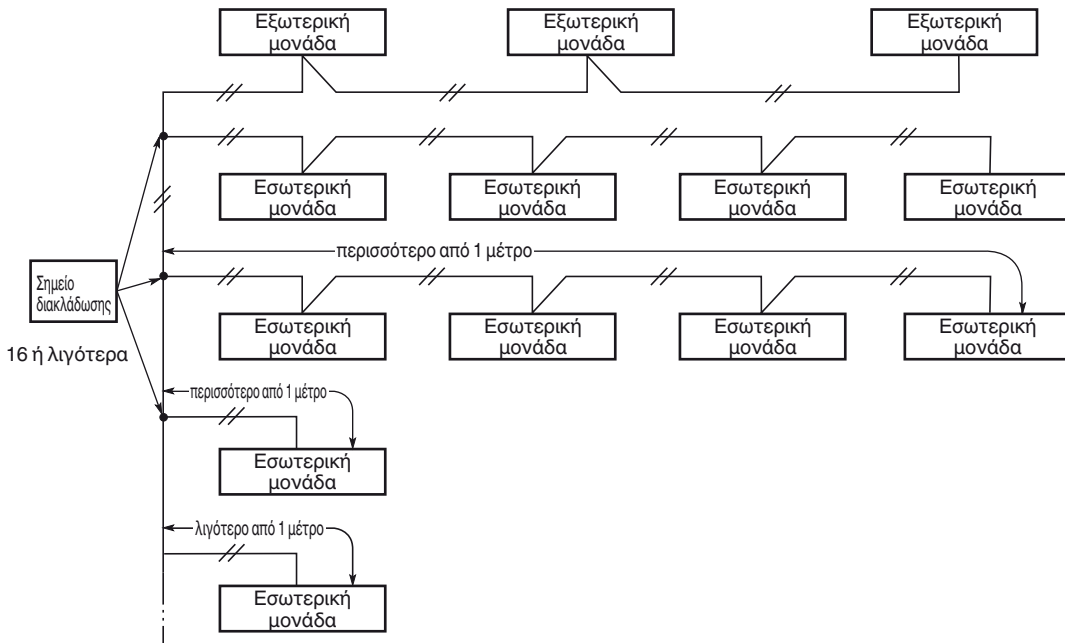 Εξωτερική
μονάδα
Εξωτερική
μονάδα
Εξωτερική
μονάδα
Εσωτερική
μονάδα
Εσωτερική
μονάδα
Εσωτερική
μονάδα
Εσωτερική
μονάδα
περισσότερο από 1 μέτρο
Σημείο
διακλάδωσης
16 ή λιγότερα
Εσωτερική
μονάδα
Εσωτερική
μονάδα
Εσωτερική
μονάδα
Εσωτερική
μονάδα
περισσότερο από 1 μέτρο
Εσωτερική
μονάδα
λιγότερο από 1 μέτρο
Εσωτερική
μονάδα